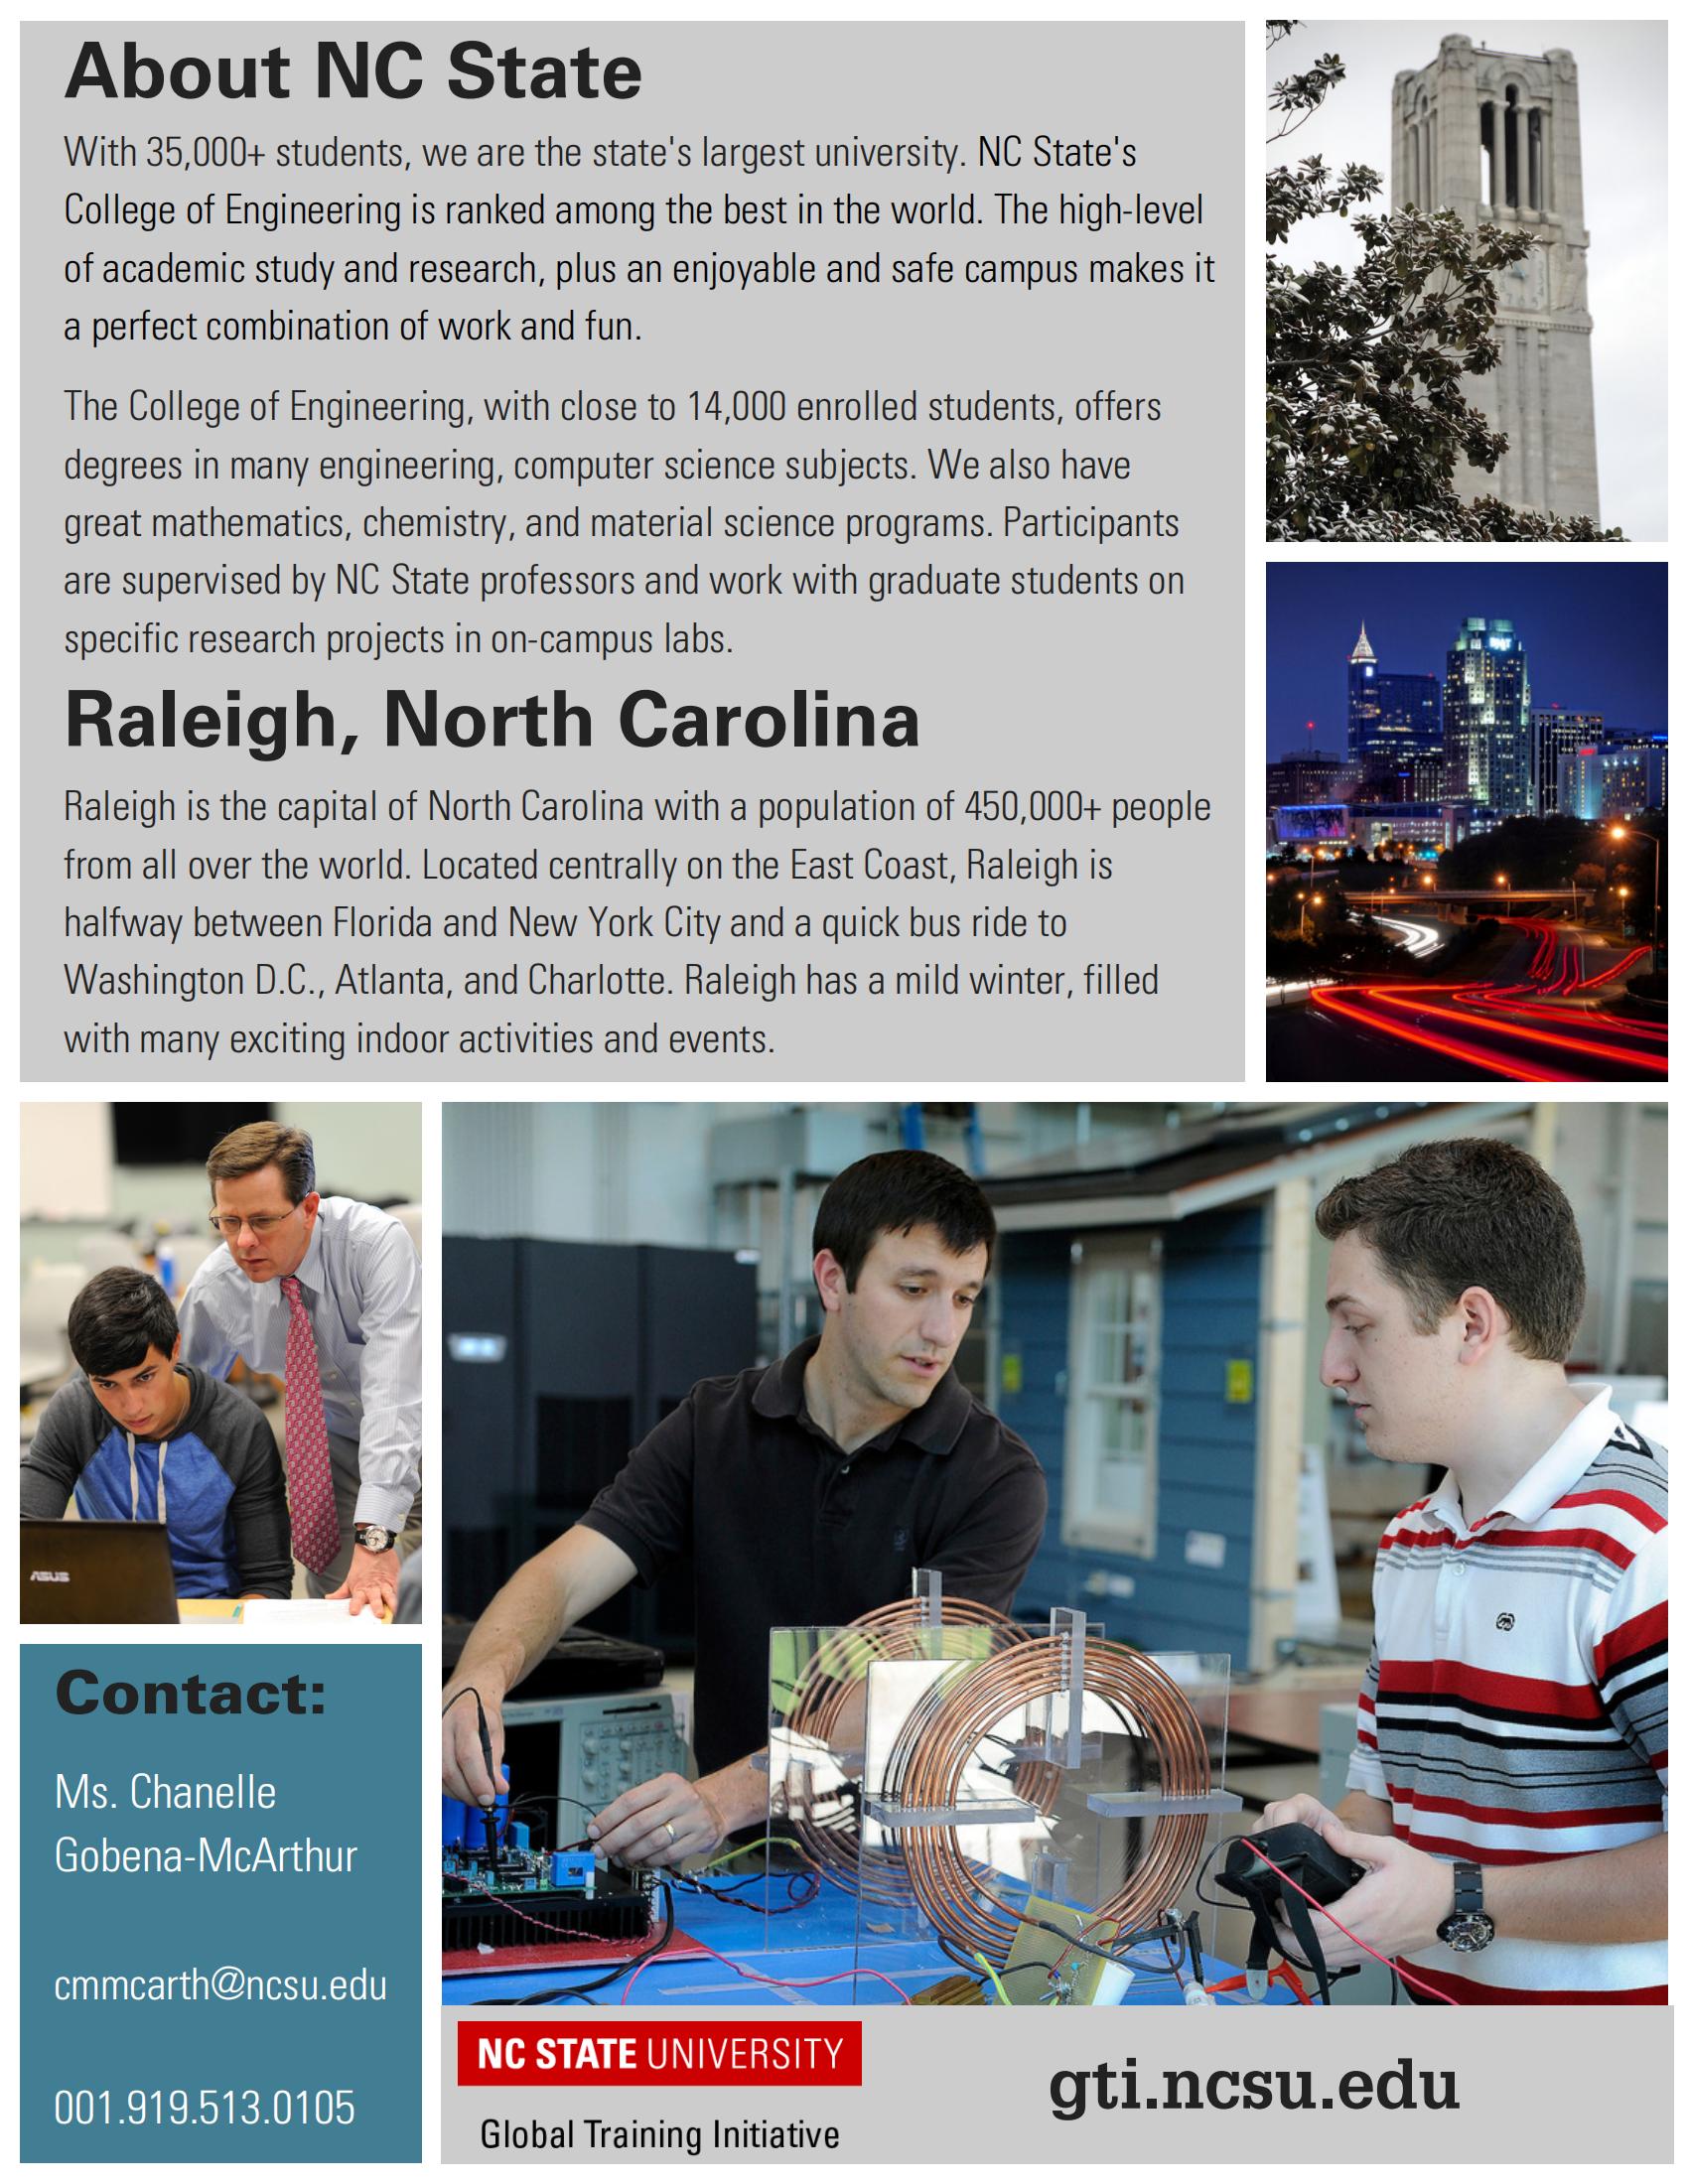 About NC State
With 35,000+ students, we are the state's largest university. NC State's
College of Engineering is ranked among the best in the world. The high-level
of academic study and research, plus an enjoyable and safe campus makes it
a perfect combination of work and fun.
The College of Engineering, with close to 14,000 enrolled students, offers
degrees in many engineering, computer science subjects. We also have
great mathematics, chemistry, and material science programs. Participants
are supervised by NC State professors and work with graduate students on
specific research projects in on-campus labs.
Raleigh, North Carolina
Raleigh is the capital of North Carolina with a population of 450,000+ people
from all over the world. Located centrally on the East Coast, Raleigh is
halfway between Florida and New York City and a quick bus ride to
Washington D.C., Atlanta, and Charlotte. Raleigh has a mild winter, filled
with many exciting indoor activities and events.
ASUS
Contact:
Ms. Chanelle
Gobena-McArthur
cmmcarth@ncsu.edu
001.919.513.0105
NC STATE UNIVERSITY
Global Training Initiative
gti.ncsu.edu